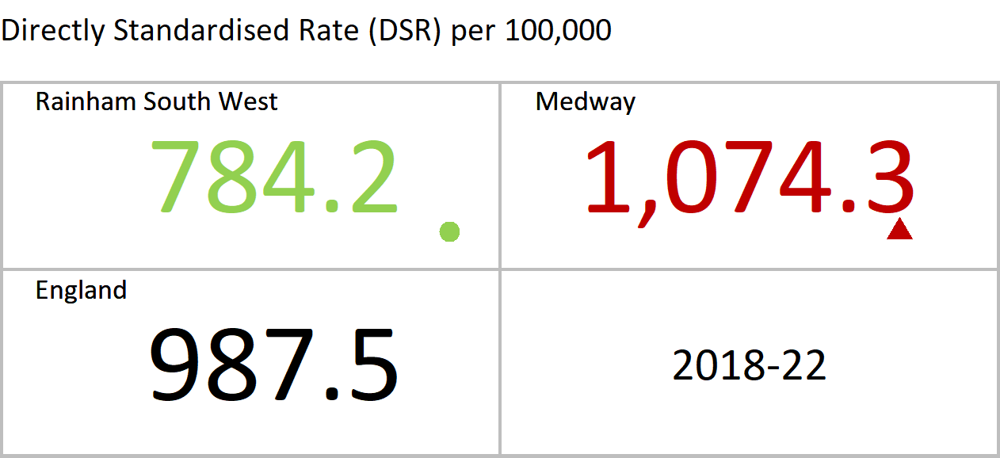 Directly Standardised Rate (DSR) per 100,000
Rainham South West
784.2
Medway
1,074.3
England
987.5
2018-22